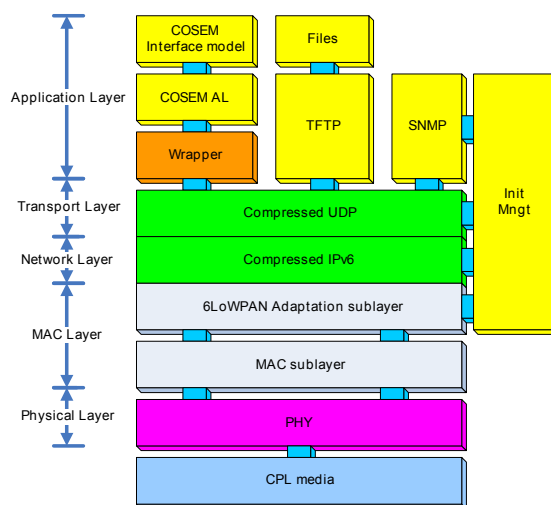 COSEM
Interface model
Files
Application Layer
COSEM AL
TFTP
SNMP
Wrapper
Init
Mngt
Transport Layer
Compressed UDP
Network Layer
Compressed IPv6
6LoWPAN Adaptation sublayer
MAC Layer
MAC sublayer
Physical Layer
PHY
CPL media